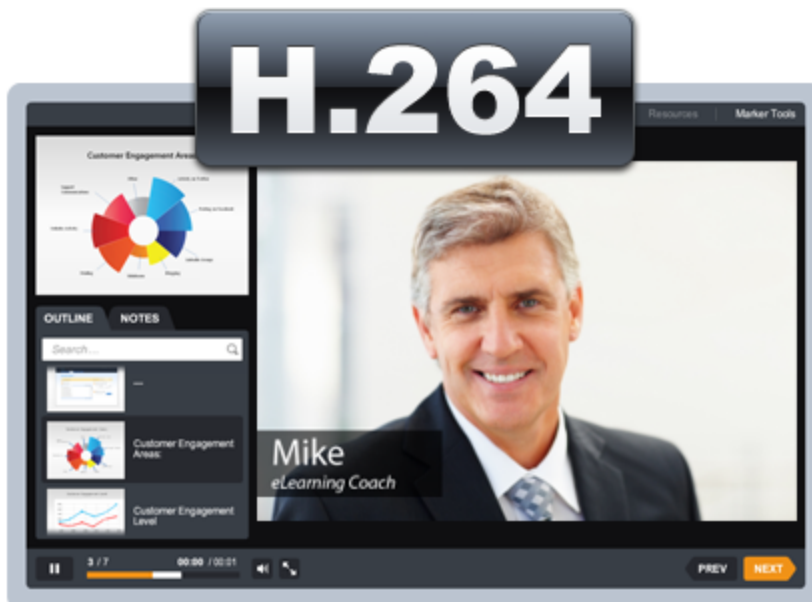 H.264
Resources
Marker Tools
Customer Engagement Areas
OUTLINE
NOTES
Search...
Customer Engagement
Areas:
Customer Engagement
Level
Mike
eLearning Coach
3 / 7
00:00 / 00:01
PREV
NEXT